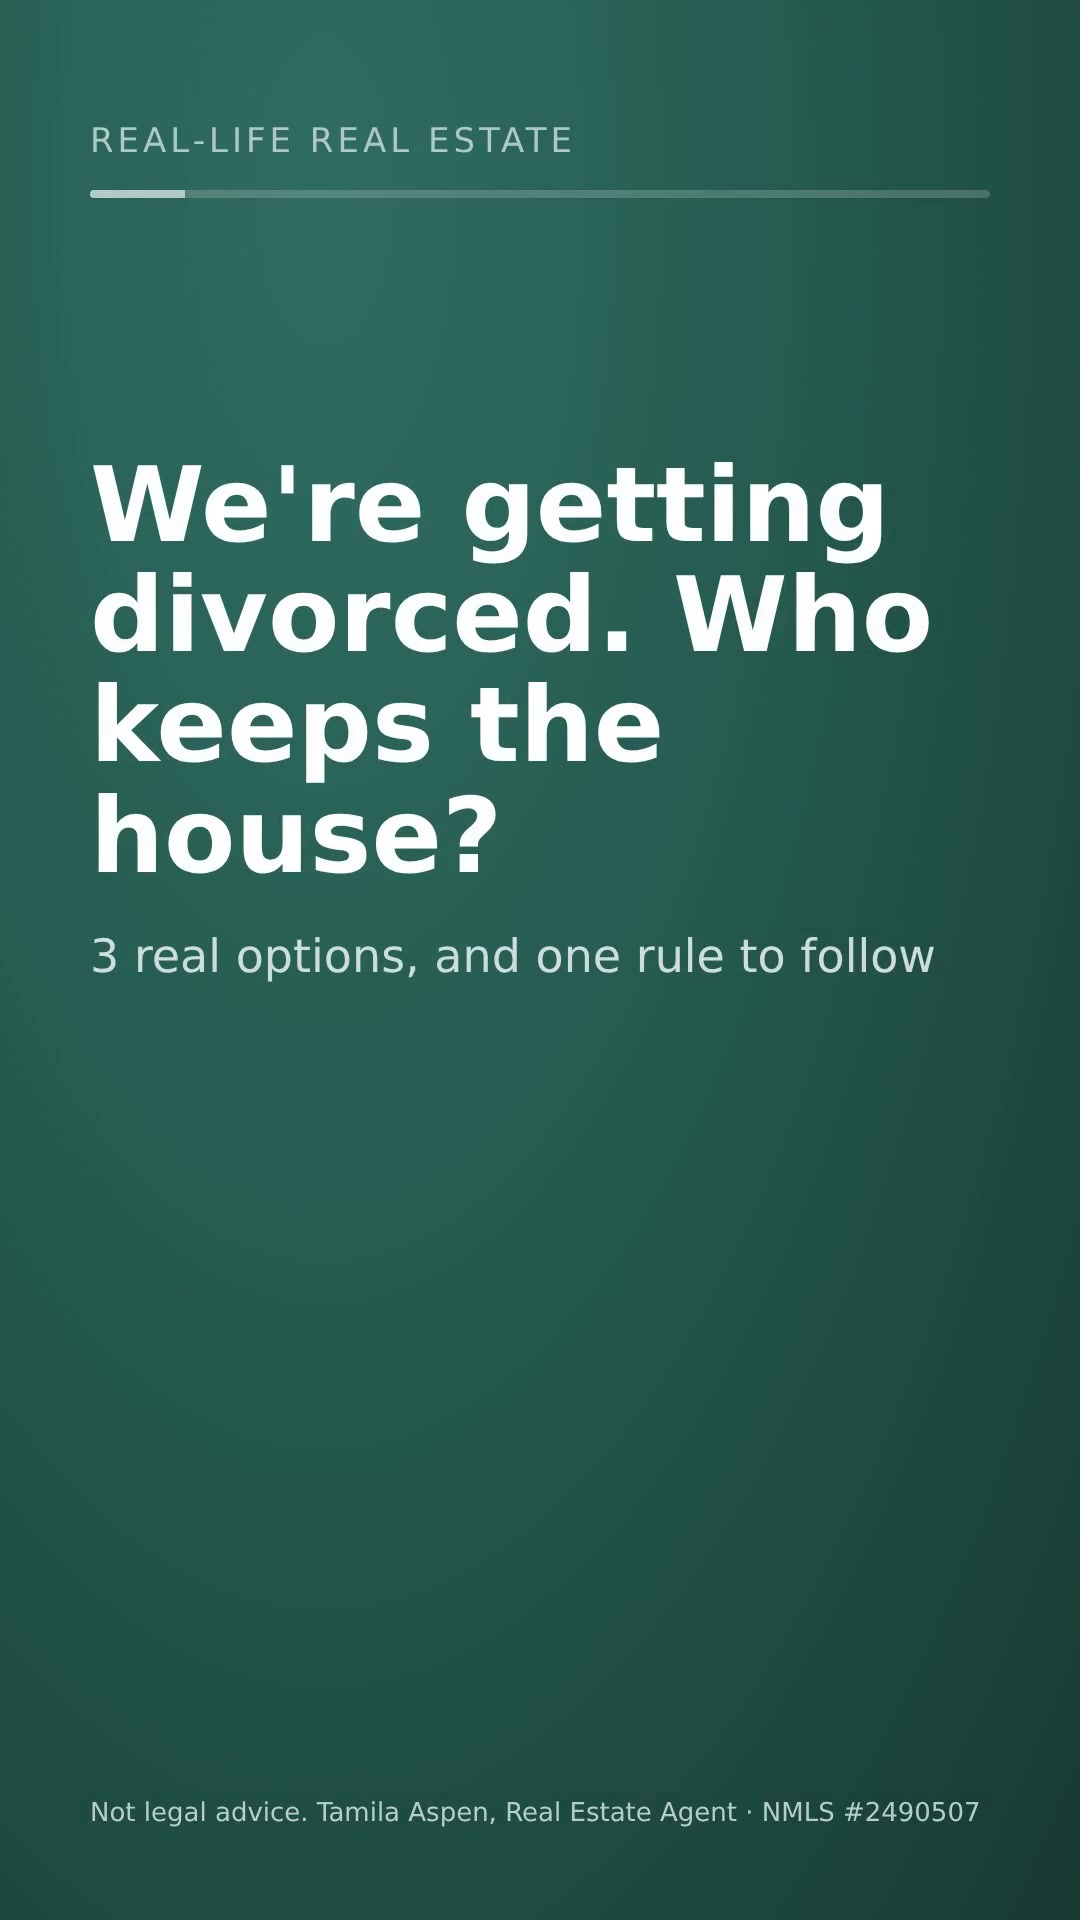 REAL-LIFE REAL ESTATE
We're getting
divorced. Who
keeps the
house?
3 real options, and one rule to follow
Not legal advice. Tamila Aspen, Real Estate Agent · NMLS #2490507